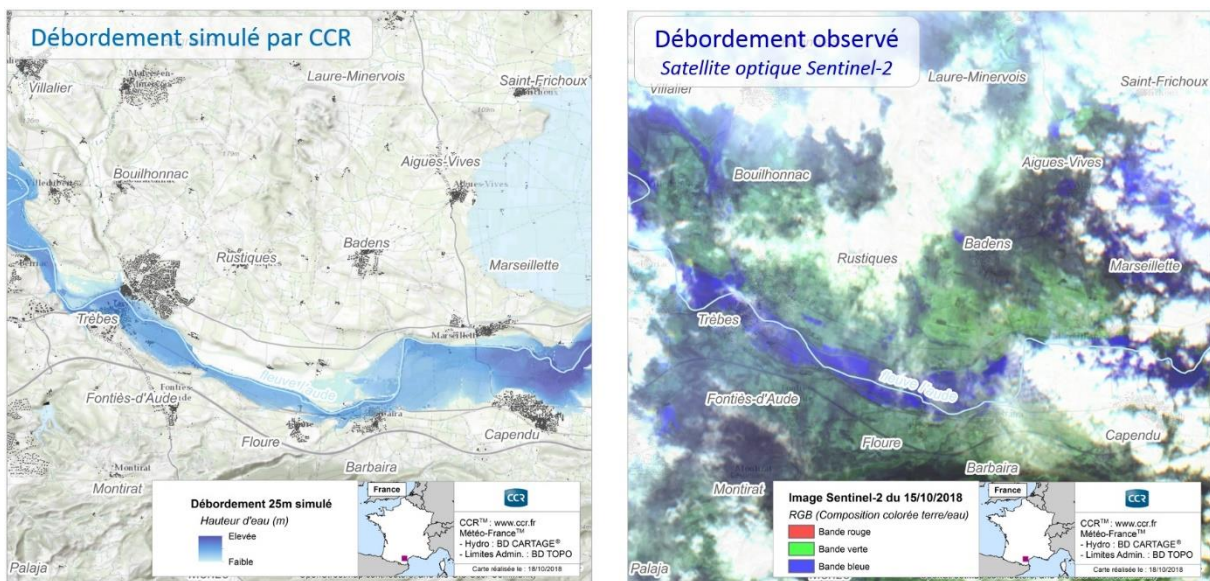 Débordement simulé par CCR
Laure-Minervois
Saint-Frichoux
Villalier
Aigues-Vives
Bouilhonnac
Badens
Rustiques
Marseillette
Trèbes
fleuve l'aude
Fontiès-d'Aude
Floure
Capendu
Barbaira
Montirat
Montirat
Palaja
Débordement 25m simulé
Hauteur d'eau (m)
Elevée
Faible
France
CCR
CCR™ : www.ccr.fr
Météo-France™
- Hydro : BD CARTAGE®
- Limites Admin. : BD TOPO
Carte réalisée le : 18/10/2018
Débordement observé
Satellite optique Sentinel-2
Laure-Minervois
Saint-Frichoux
Villalier
Aigues-Vives
Bouilhonnac
Badens
Rustiques
Marseillette
Trèbes
fleuve l'aude
Fontiès-d'Aude
Floure
Capendu
Barbaira
Montirat
Palaja
Image Sentinel-2 du 15/10/2018
RGB (Composition colorée terre/eau)
Bande rouge
Bande verte
Bande bleue
France
CCR
CCR™ : www.ccr.fr
Météo-France™
- Hydro : BD CARTAGE®
- Limites Admin. : BD TOPO
Carte réalisée le : 18/10/2018